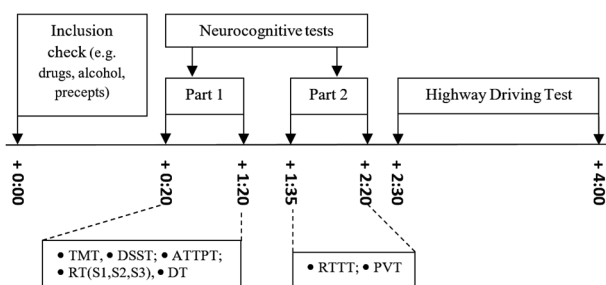 Inclusion
check (e.g.
drugs, alcohol,
precepts)
Neurocognitive tests
Part 1
Part 2
Highway Driving Test
+ 0:00
+ 0:20
+ 1:20
+ 1:35
+ 2:20
+ 2:30
+ 4:00
• TMT, • DSST; • ATTPT;
• RT(S1,S2,S3), • DT
• RTTT; • PVT